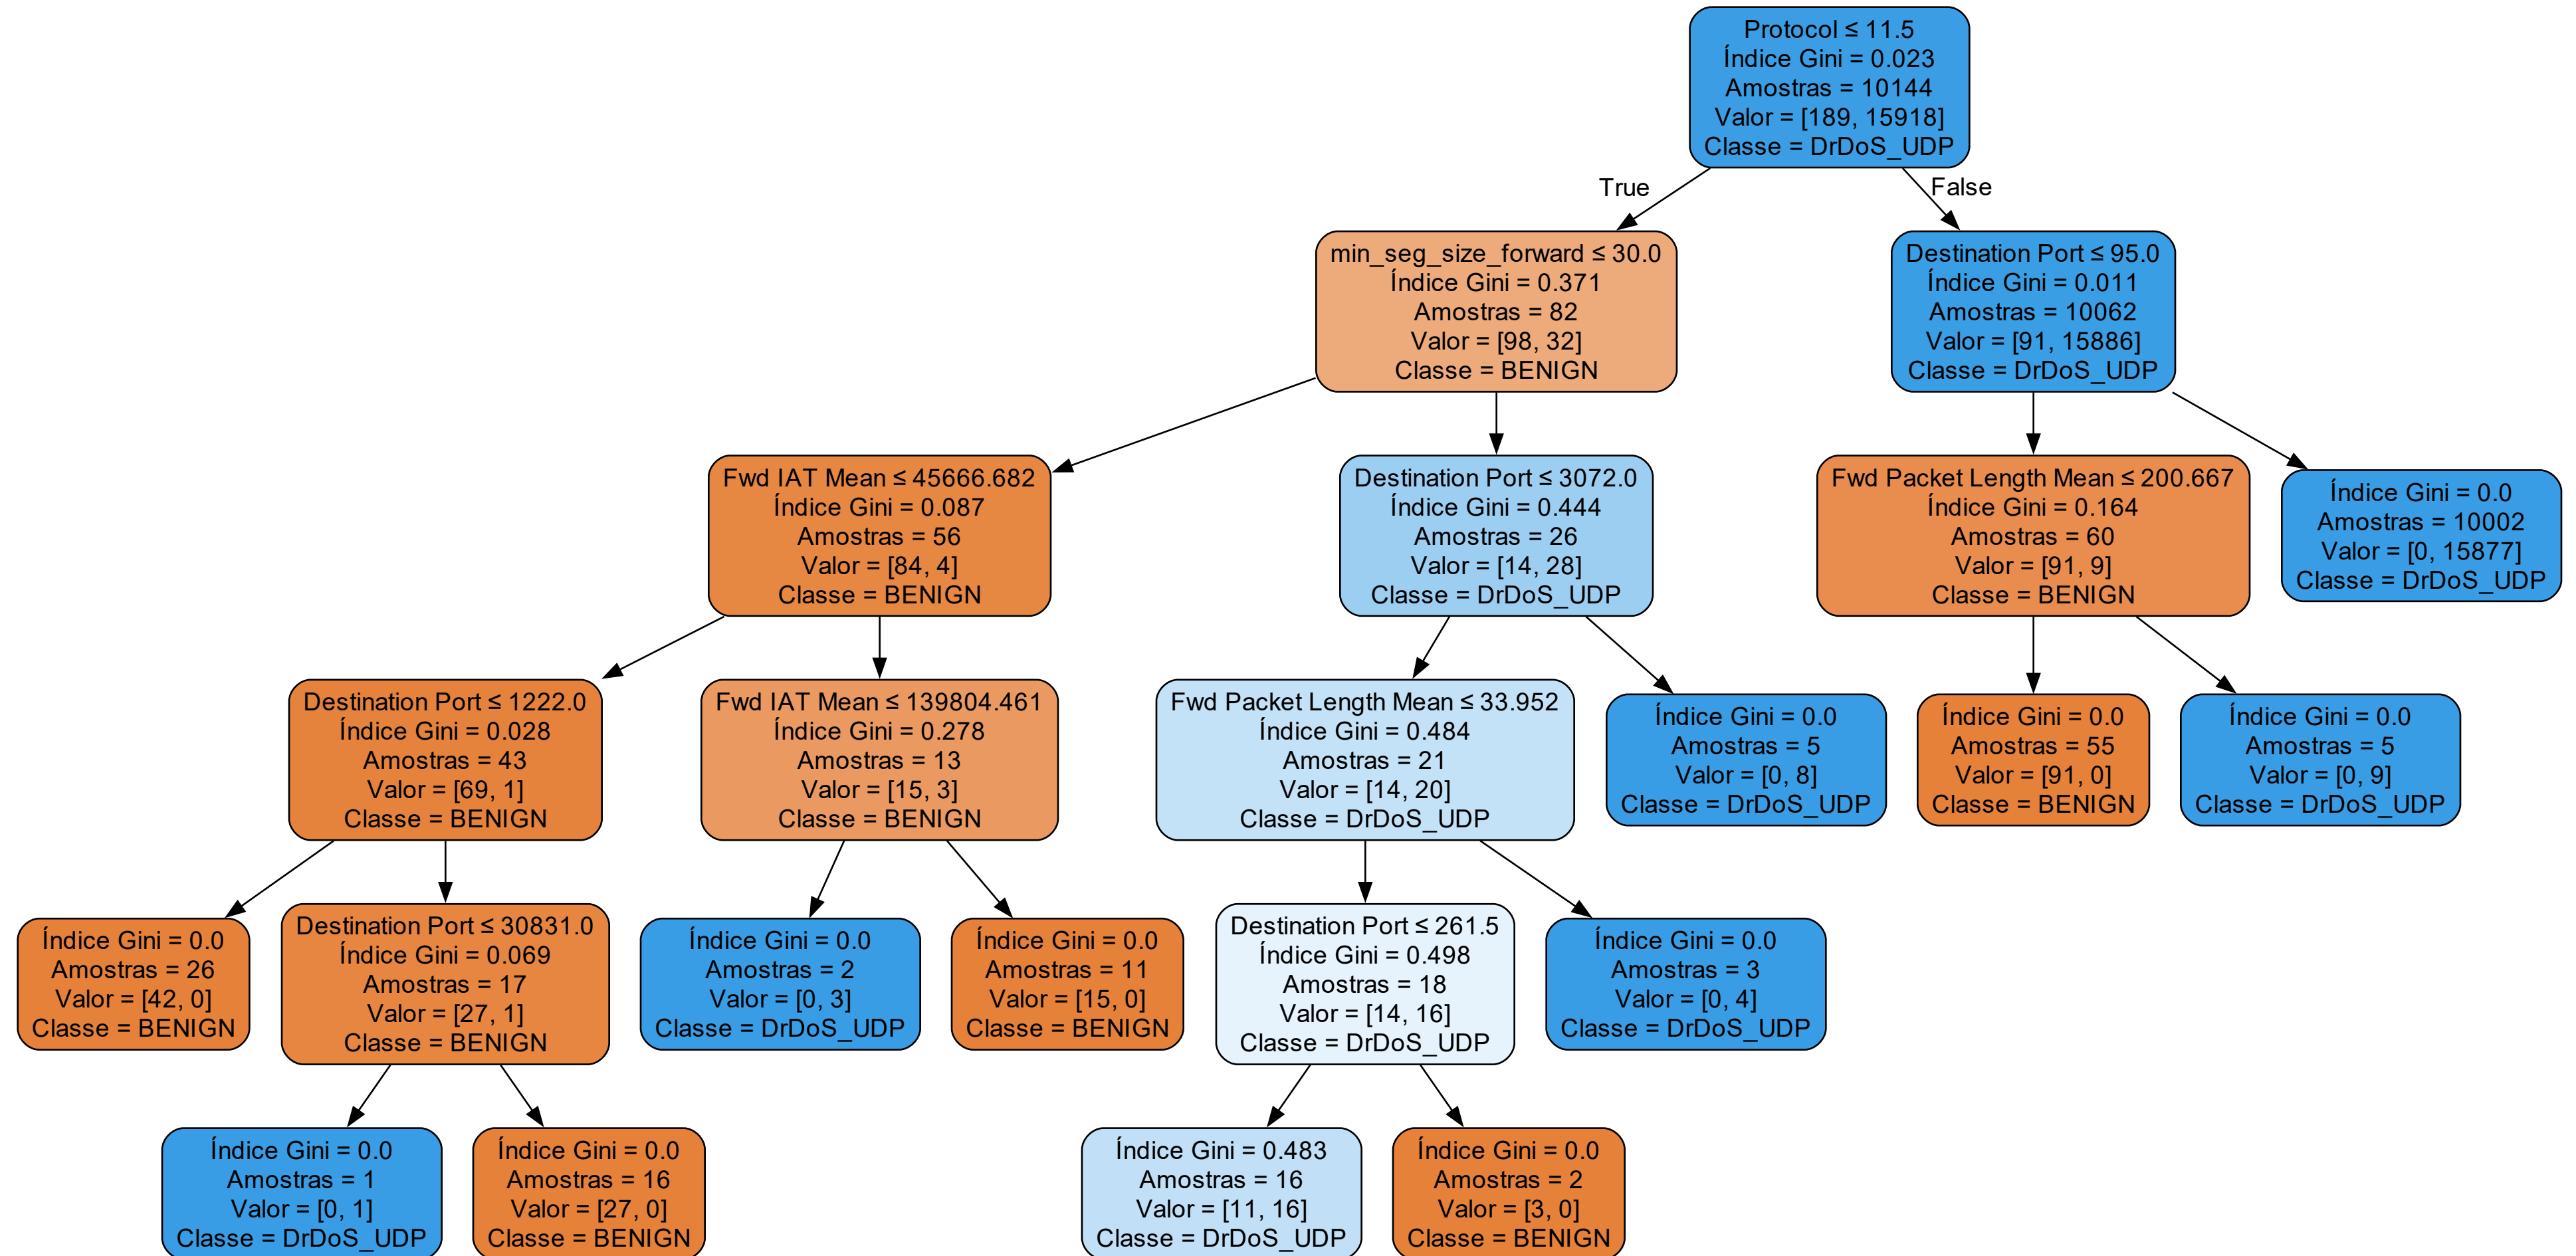 Protocol ≤ 11.5
Índice Gini = 0.023
Amostras = 10144
Valor = [189, 15918]
Classe = DrDoS_UDP
True
False
min_seg_size_forward ≤ 30.0
Índice Gini = 0.371
Amostras = 82
Valor = [98, 32]
Classe = BENIGN
Destination Port ≤ 95.0
Índice Gini = 0.011
Amostras = 10062
Valor = [91, 15886]
Classe = DrDoS_UDP
Fwd IAT Mean ≤ 45666.682
Índice Gini = 0.087
Amostras = 56
Valor = [84, 4]
Classe = BENIGN
Destination Port ≤ 3072.0
Índice Gini = 0.444
Amostras = 26
Valor = [14, 28]
Classe = DrDoS_UDP
Fwd Packet Length Mean ≤ 200.667
Índice Gini = 0.164
Amostras = 60
Valor = [91, 9]
Classe = BENIGN
Índice Gini = 0.0
Amostras = 10002
Valor = [0, 15877]
Classe = DrDoS_UDP
Destination Port ≤ 1222.0
Índice Gini = 0.028
Amostras = 43
Valor = [69, 1]
Classe = BENIGN
Fwd IAT Mean ≤ 139804.461
Índice Gini = 0.278
Amostras = 13
Valor = [15, 3]
Classe = BENIGN
Fwd Packet Length Mean ≤ 33.952
Índice Gini = 0.484
Amostras = 21
Valor = [14, 20]
Classe = DrDoS_UDP
Índice Gini = 0.0
Amostras = 5
Valor = [0, 8]
Classe = DrDoS_UDP
Índice Gini = 0.0
Amostras = 55
Valor = [91, 0]
Classe = BENIGN
Índice Gini = 0.0
Amostras = 5
Valor = [0, 9]
Classe = DrDoS_UDP
Índice Gini = 0.0
Amostras = 26
Valor = [42, 0]
Classe = BENIGN
Destination Port ≤ 30831.0
Índice Gini = 0.069
Amostras = 17
Valor = [27, 1]
Classe = BENIGN
Índice Gini = 0.0
Amostras = 2
Valor = [0, 3]
Classe = DrDoS_UDP
Índice Gini = 0.0
Amostras = 11
Valor = [15, 0]
Classe = BENIGN
Destination Port ≤ 261.5
Índice Gini = 0.498
Amostras = 18
Valor = [14, 16]
Classe = DrDoS_UDP
Índice Gini = 0.0
Amostras = 3
Valor = [0, 4]
Classe = DrDoS_UDP
Índice Gini = 0.0
Amostras = 1
Valor = [0, 1]
Classe = DrDoS_UDP
Índice Gini = 0.0
Amostras = 16
Valor = [27, 0]
Classe = BENIGN
Índice Gini = 0.483
Amostras = 16
Valor = [11, 16]
Classe = DrDoS_UDP
Índice Gini = 0.0
Amostras = 2
Valor = [3, 0]
Classe = BENIGN